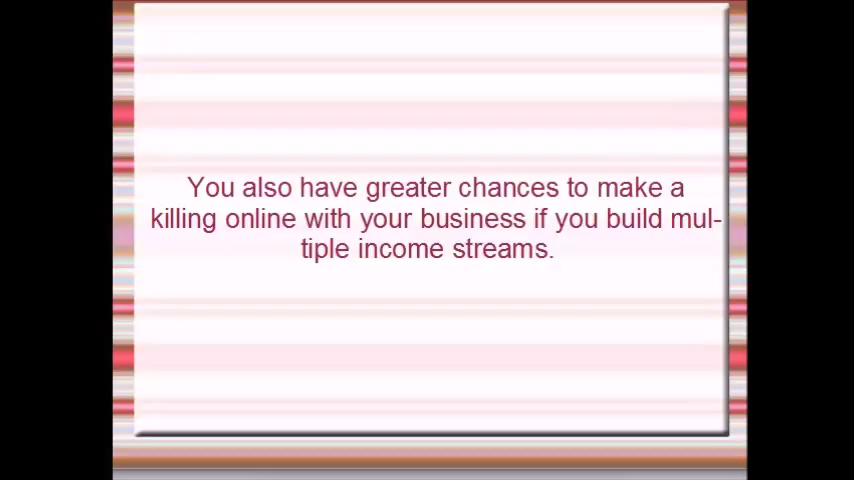 You also have greater chances to make a
killing online with your business if you build mul-
tiple income streams.